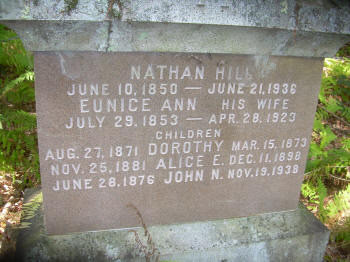 NATHAN HILL
JUNE 10, 1850 — JUNE 21, 1936
EUNICE ANN HIS WIFE
JULY 29, 1853 — APR. 28, 1923
CHILDREN
AUG. 27, 1871 DOROTHY MAR. 15, 1873
NOV. 25, 1881 ALICE E. DEC. 11, 1898
JUNE 28, 1876 JOHN N. NOV. 19, 1938